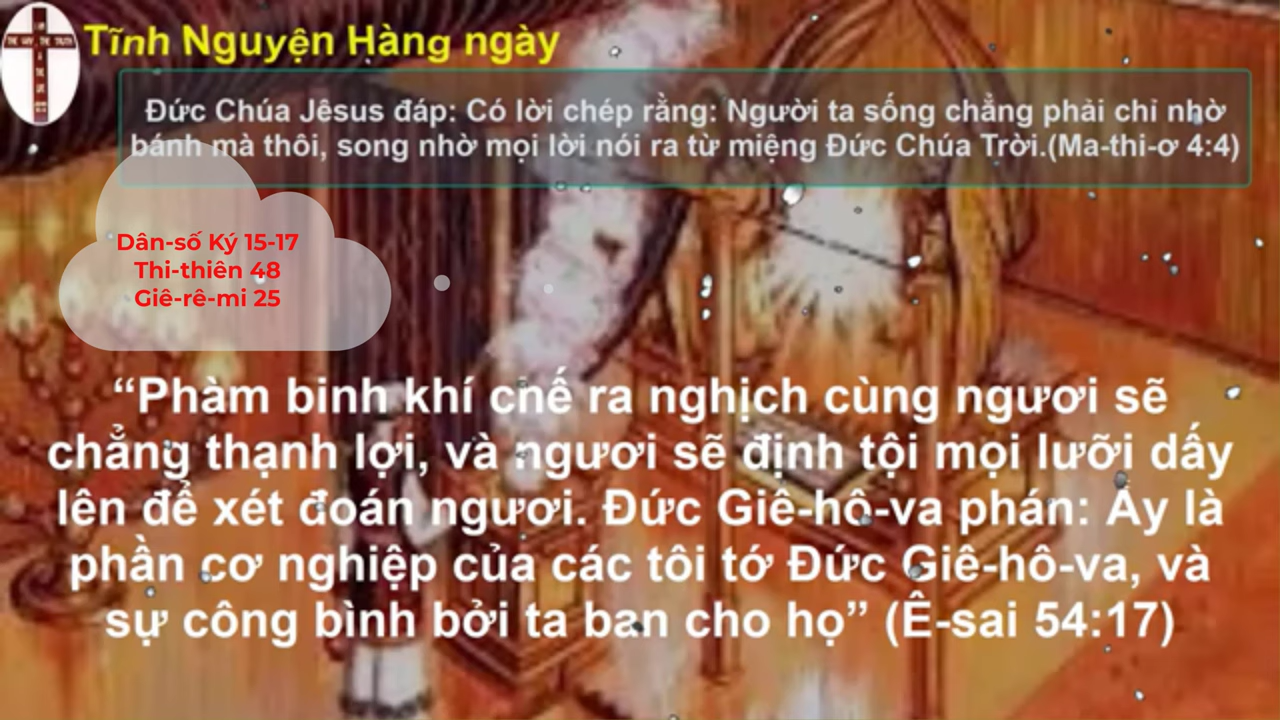 Tĩnh Nguyện Hàng ngày
Đức Chúa Jêsus đáp: Có lời chép rằng: Người ta sống chẳng phải chỉ nhờ
bánh mà thôi, song nhờ mọi lời nói ra từ miệng Đức Chúa Trời.(Ma-thi-ơ 4:4)
Dân-số Ký 15-17
Thi-thiên 48
Giê-rê-mi 25
“Phàm binh khí chế ra nghịch cùng ngươi sẽ
chẳng thạnh lợi, và ngươi sẽ định tội mọi lưỡi dấy
lên để xét đoán ngươi. Đức Giê-hô-va phán: Ấy là
phần cơ nghiệp của các tôi tớ Đức Giê-hô-va, và
sự công bình bởi ta ban cho họ” (Ê-sai 54:17)